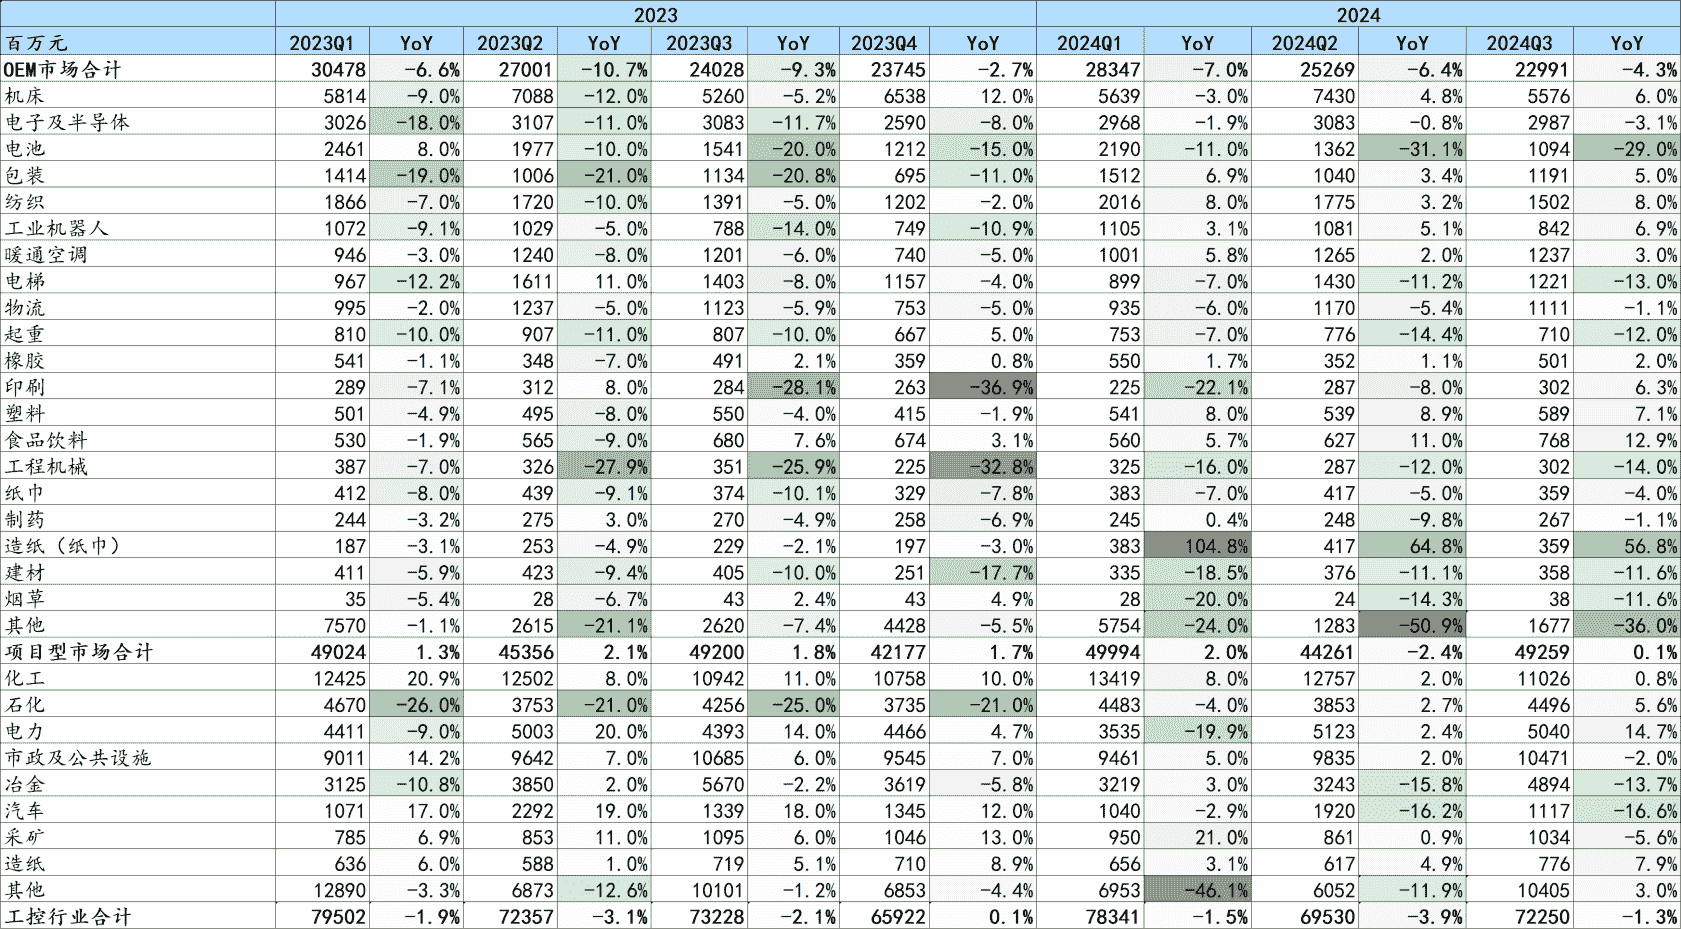 2023 2024
百万元 2023Q1 YoY 2023Q2 YoY 2023Q3 YoY 2023Q4 YoY 2024Q1 YoY 2024Q2 YoY 2024Q3 YoY
OEM市场合计 30478 -6.6% 27001 -10.7% 24028 -9.3% 23745 -2.7% 28347 -7.0% 25269 -6.4% 22991 -4.3%
机床 5814 -9.0% 7088 -12.0% 5260 -5.2% 6538 12.0% 5639 -3.0% 7430 4.8% 5576 6.0%
电子及半导体 3026 -18.0% 3107 -11.0% 3083 -11.7% 2590 -8.0% 2968 -1.9% 3083 -0.8% 2987 -3.1%
电池 2461 8.0% 1977 -10.0% 1541 -20.0% 1212 -15.0% 2190 -11.0% 1362 -31.1% 1094 -29.0%
包装 1414 -19.0% 1006 -21.0% 1134 -20.8% 695 -11.0% 1512 6.9% 1040 3.4% 1191 5.0%
纺织 1866 -7.0% 1720 -10.0% 1391 -5.0% 1202 -2.0% 2016 8.0% 1775 3.2% 1502 8.0%
工业机器人 1072 -9.1% 1029 -5.0% 788 -14.0% 749 -10.9% 1105 3.1% 1081 5.1% 842 6.9%
暖通空调 946 -3.0% 1240 -8.0% 1201 -6.0% 740 -5.0% 1001 5.8% 1265 2.0% 1237 3.0%
电梯 967 -12.2% 1611 11.0% 1403 -8.0% 1157 -4.0% 899 -7.0% 1430 -11.2% 1221 -13.0%
物流 995 -2.0% 1237 -5.0% 1123 -5.9% 753 -5.0% 935 -6.0% 1170 -5.4% 1111 -1.1%
起重 810 -10.0% 907 -11.0% 807 -10.0% 667 5.0% 753 -7.0% 776 -14.4% 710 -12.0%
橡胶 541 -1.1% 348 -7.0% 491 2.1% 359 0.8% 550 1.7% 352 1.1% 501 2.0%
印刷 289 -7.1% 312 8.0% 284 -28.1% 263 -36.9% 225 -22.1% 287 -8.0% 302 6.3%
塑料 501 -4.9% 495 -8.0% 550 -4.0% 415 -1.9% 541 8.0% 539 8.9% 589 7.1%
食品饮料 530 -1.9% 565 -9.0% 680 7.6% 674 3.1% 560 5.7% 627 11.0% 768 12.9%
工程机械 387 -7.0% 326 -27.9% 351 -25.9% 225 -32.8% 325 -16.0% 287 -12.0% 302 -14.0%
纸巾 412 -8.0% 439 -9.1% 374 -10.1% 329 -7.8% 383 -7.0% 417 -5.0% 359 -4.0%
制药 244 -3.2% 275 3.0% 270 -4.9% 258 -6.9% 245 0.4% 248 -9.8% 267 -1.1%
造纸（纸巾） 187 -3.1% 253 -4.9% 229 -2.1% 197 -3.0% 383 104.8% 417 64.8% 359 56.8%
建材 411 -5.9% 423 -9.4% 405 -10.0% 251 -17.7% 335 -18.5% 376 -11.1% 358 -11.6%
烟草 35 -5.4% 28 -6.7% 43 2.4% 43 4.9% 28 -20.0% 24 -14.3% 38 -11.6%
其他 7570 -1.1% 2615 -21.1% 2620 -7.4% 4428 -5.5% 5754 -24.0% 1283 -50.9% 1677 -36.0%
项目型市场合计 49024 1.3% 45356 2.1% 49200 1.8% 42177 1.7% 49994 2.0% 44261 -2.4% 49259 0.1%
化工 12425 20.9% 12502 8.0% 10942 11.0% 10758 10.0% 13419 8.0% 12757 2.0% 11026 0.8%
石化 4670 -26.0% 3753 -21.0% 4256 -25.0% 3735 -21.0% 4483 -4.0% 3853 2.7% 4496 5.6%
电力 4411 -9.0% 5003 20.0% 4393 14.0% 4466 4.7% 3535 -19.9% 5123 2.4% 5040 14.7%
市政及公共设施 9011 14.2% 9642 7.0% 10685 6.0% 9545 7.0% 9461 5.0% 9835 2.0% 10471 -2.0%
冶金 3125 -10.8% 3850 2.0% 5670 -2.2% 3619 -5.8% 3219 3.0% 3243 -15.8% 4894 -13.7%
汽车 1071 17.0% 2292 19.0% 1339 18.0% 1345 12.0% 1040 -2.9% 1920 -16.2% 1117 -16.6%
采矿 785 6.9% 853 11.0% 1095 6.0% 1046 13.0% 950 21.0% 861 0.9% 1034 -5.6%
造纸 636 6.0% 588 1.0% 719 5.1% 710 8.9% 656 3.1% 617 4.9% 776 7.9%
其他 12890 -3.3% 6873 -12.6% 10101 -1.2% 6853 -4.4% 6953 -46.1% 6052 -11.9% 10405 3.0%
工控行业合计 79502 -1.9% 72357 -3.1% 73228 -2.1% 65922 0.1% 78341 -1.5% 69530 -3.9% 72250 -1.3%